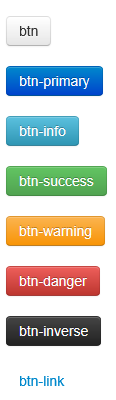 btn
btn-primary
btn-info
btn-success
btn-warning
btn-danger
btn-inverse
btn-link